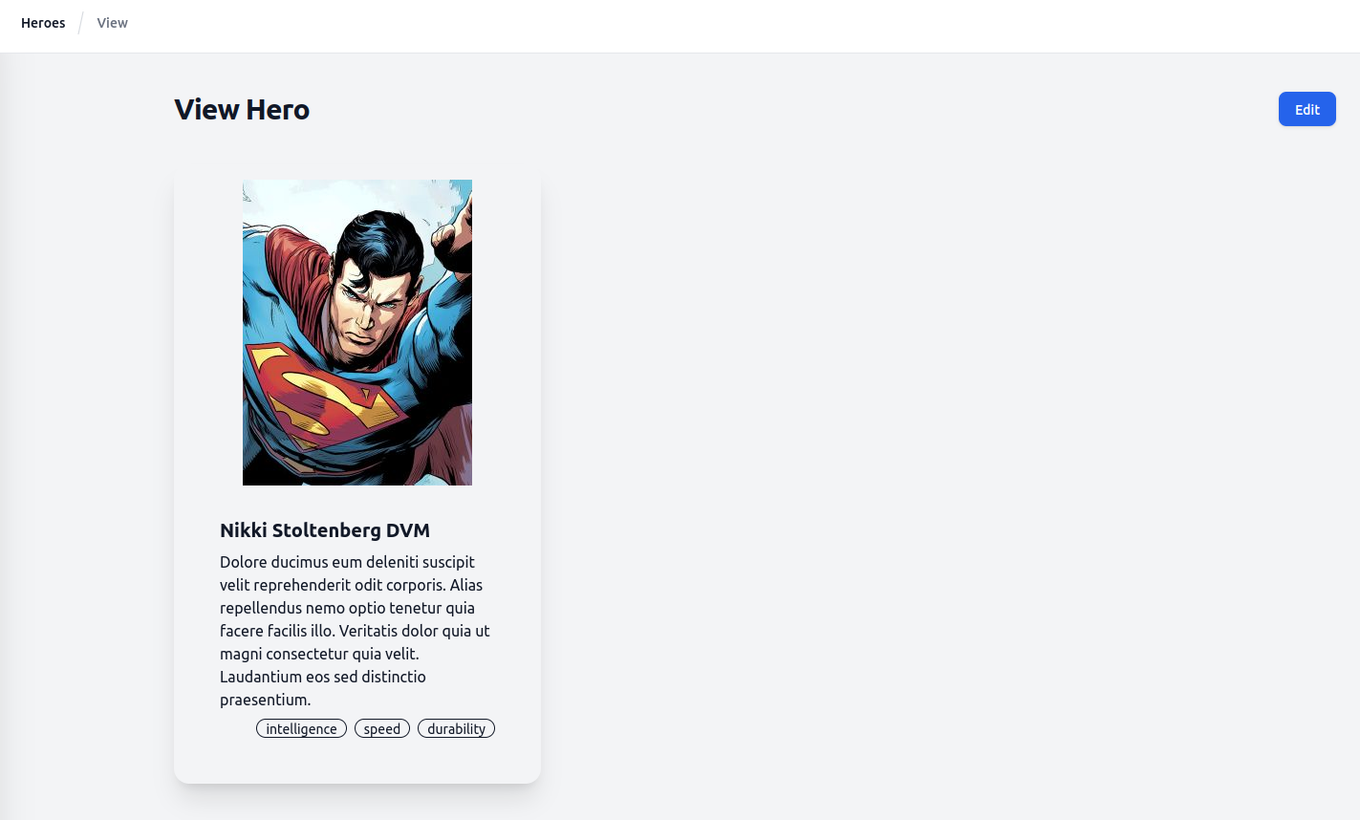 Heroes / View
View Hero
Edit
Nikki Stoltenberg DVM
Dolore ducimus eum deleniti suscipit
velit reprehenderit odit corporis. Alias
repellendus nemo optio tenetur quia
facere facilis illo. Veritatis dolor quia ut
magni consectetur quia velit.
Laudantium eos sed distinctio
praesentium.
intelligence speed durability